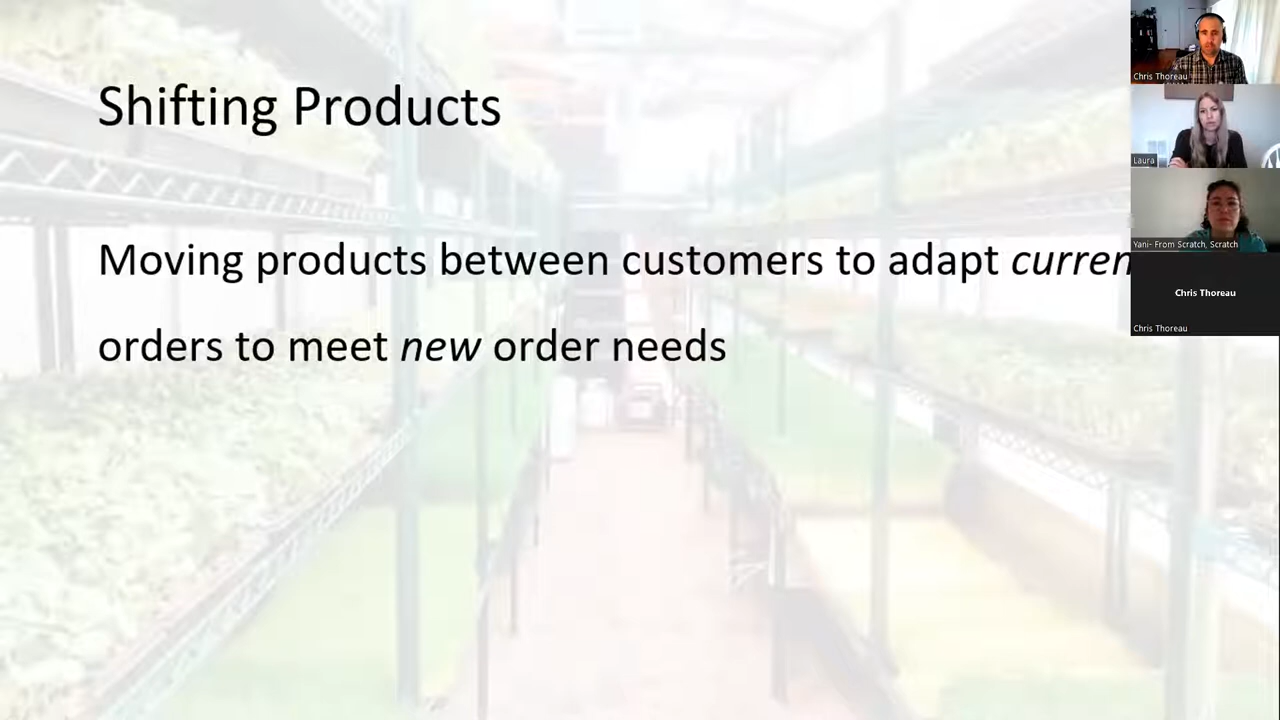 Shifting Products
Moving products between customers to adapt curren
orders to meet new order needs
Chris Thoreau
Laura
Yani- From Scratch, Scratch
Chris Thoreau
Chris Thoreau